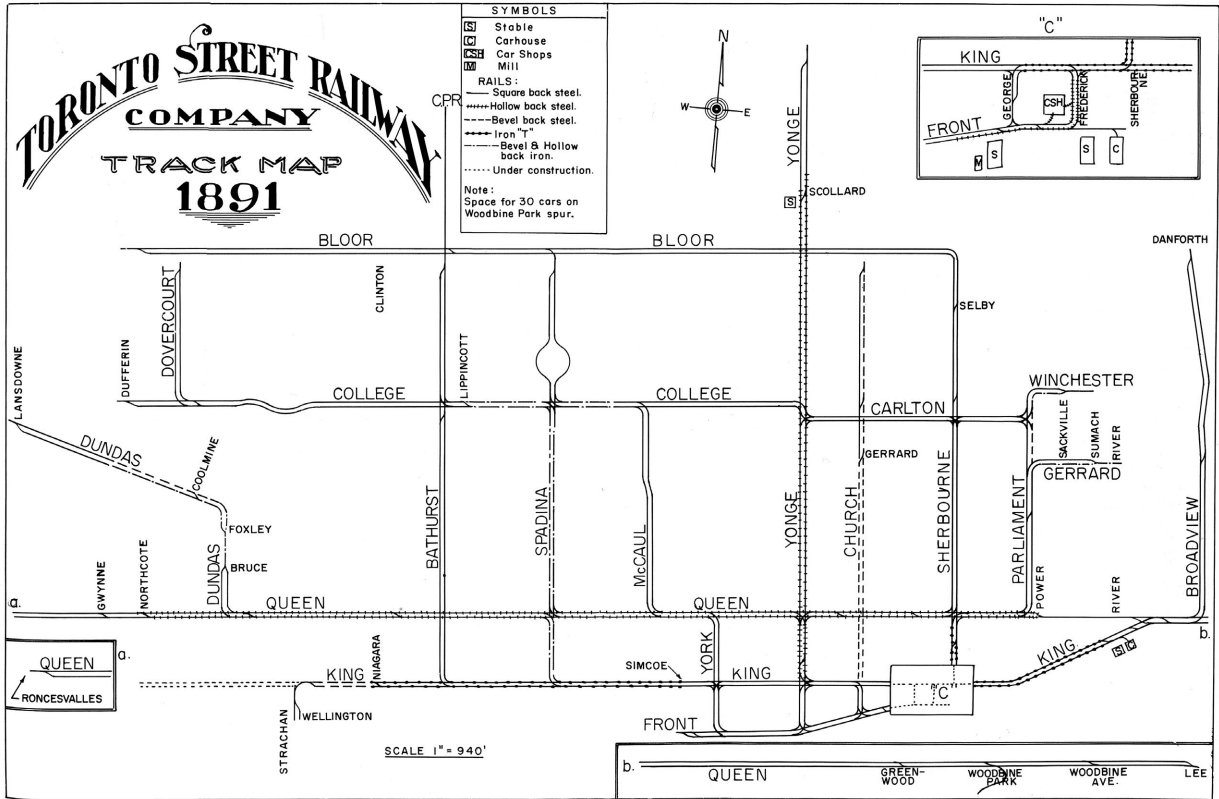 TORONTO STREET RAILWAY
COMPANY
TRACK MAP
1891
SYMBOLS
S Stable
C Carhouse
CSH Car Shops
M Mill
RAILS:
Square back steel.
Hollow back steel.
Bevel back steel.
Iron "T"
Bevel & Hollow
back iron.
Under construction.
Note:
Space for 30 cars on
Woodbine Park spur.
N
W
E
"C"
KING
GEORGE
CSH
FREDERICK
SHERBOUR-
NE.
FRONT
M
S
S
C
C.P.R.
YONGE
S
SCOLLARD
BLOOR
BLOOR
DANFORTH
DOVERCOURT
CLINTON
SELBY
LANSDOWNE
DUFFERIN
LIPPINCOTT
COLLEGE
COLLEGE
CARLTON
WINCHESTER
DUNDAS
COOLMINE
SACKVILLE
SUMACH
RIVER
GERRARD
GERRARD
FOXLEY
BATHURST
SPADINA
McCAUL
YONGE
CHURCH
SHERBOURNE
PARLIAMENT
BROADVIEW
GWYNNE
NORTHCOTE
DUNDAS
BRUCE
POWER
RIVER
a.
QUEEN
QUEEN
b.
a.
QUEEN
RONCESVALLES
KING
NIAGARA
SIMCOE
YORK
KING
"C"
KING
S
C
STRACHAN
WELLINGTON
FRONT
SCALE 1" = 940'
b.
QUEEN
GREEN-
WOOD
WOODBINE
PARK
WOODBINE
AVE.
LEE